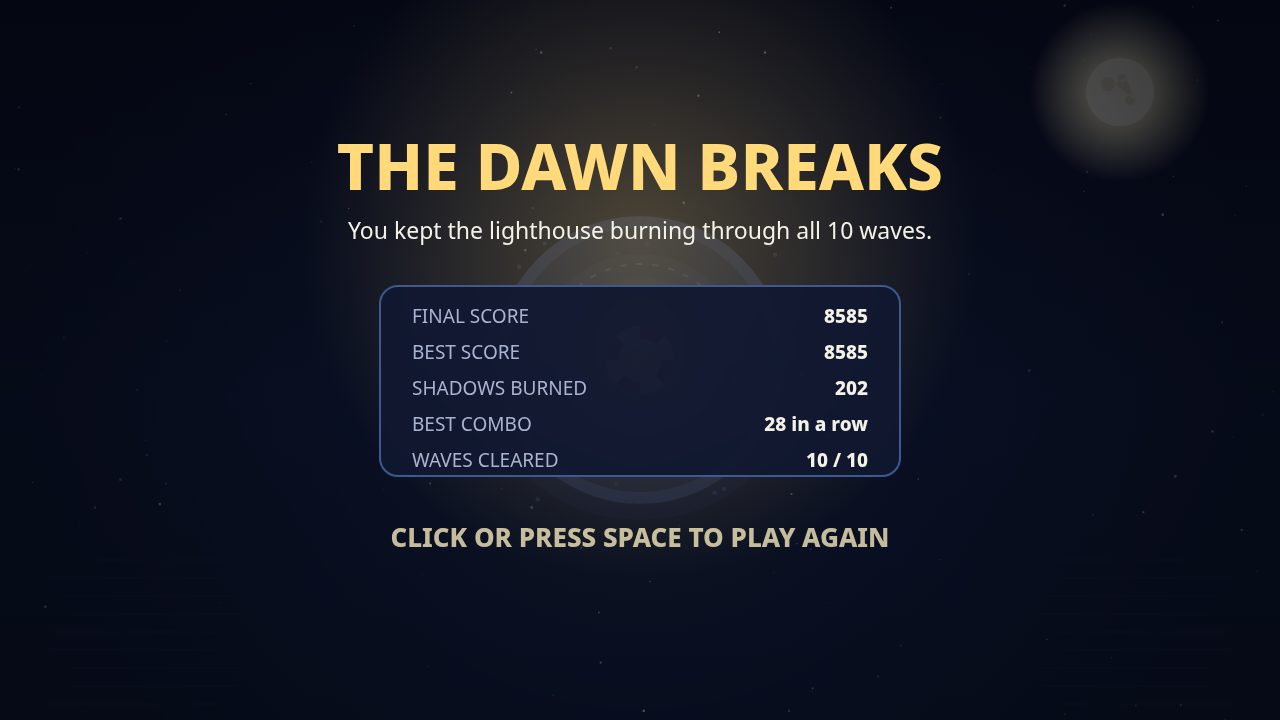 THE DAWN BREAKS
You kept the lighthouse burning through all 10 waves.
FINAL SCORE 8585
BEST SCORE 8585
SHADOWS BURNED 202
BEST COMBO 28 in a row
WAVES CLEARED 10 / 10
CLICK OR PRESS SPACE TO PLAY AGAIN